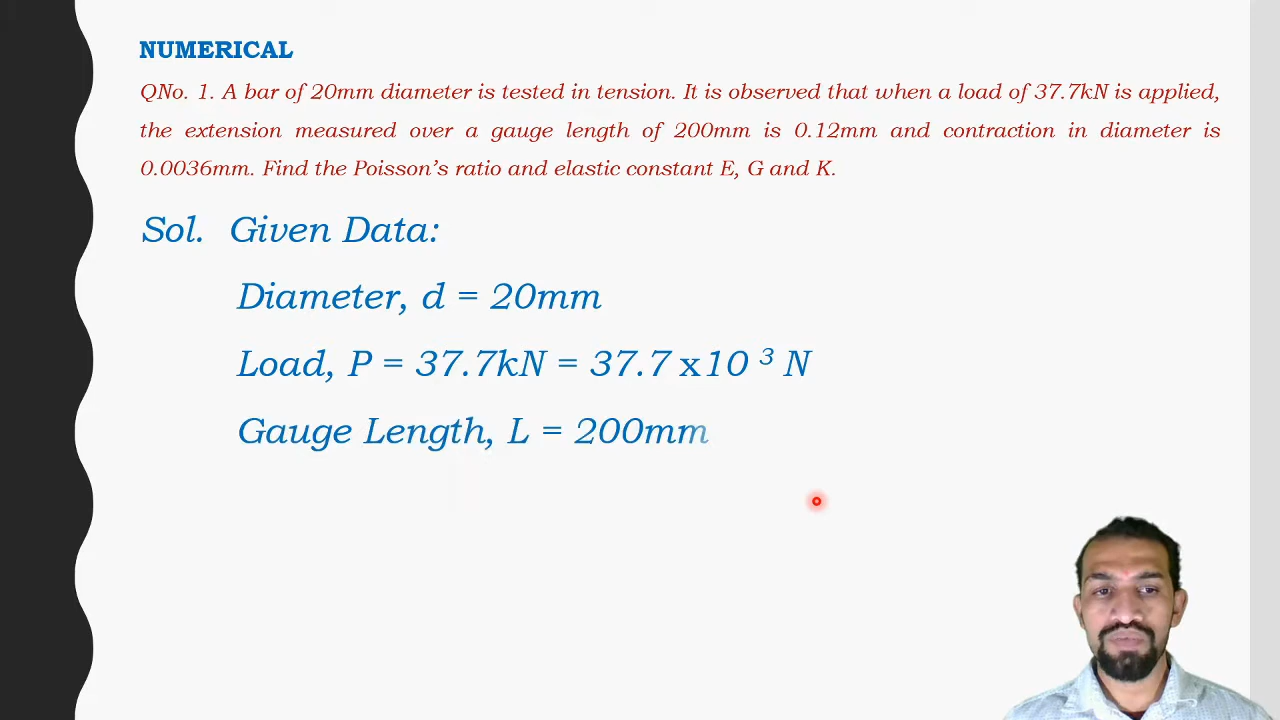 NUMERICAL
QNo. 1. A bar of 20mm diameter is tested in tension. It is observed that when a load of 37.7kN is applied,
the extension measured over a gauge length of 200mm is 0.12mm and contraction in diameter is
0.0036mm. Find the Poisson's ratio and elastic constant E, G and K.
Sol. Given Data:
Diameter, d = 20mm
Load, P = 37.7kN = 37.7 x10 ³ N
Gauge Length, L = 200mm